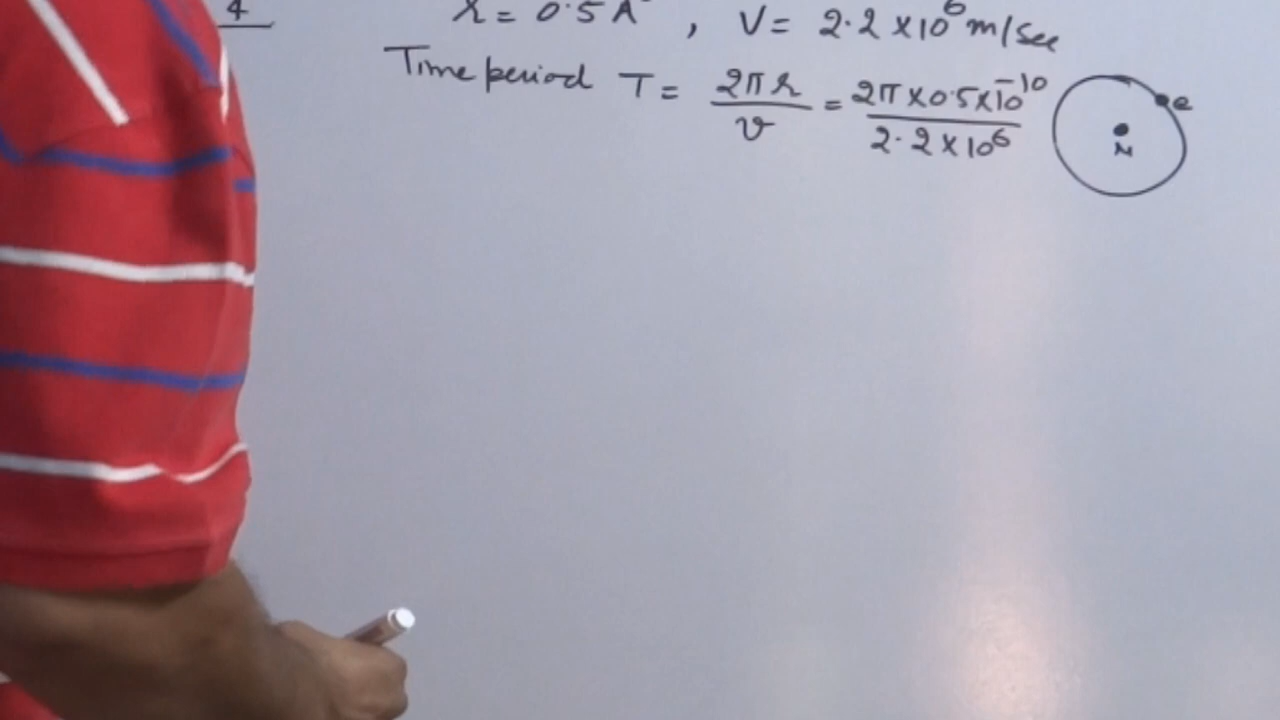 4
r = 0.5 A° , V = 2.2 × 10⁶ m/sec
Time period T = 2πr / v = 2π × 0.5 × 10⁻¹⁰ / 2.2 × 10⁶
e
N